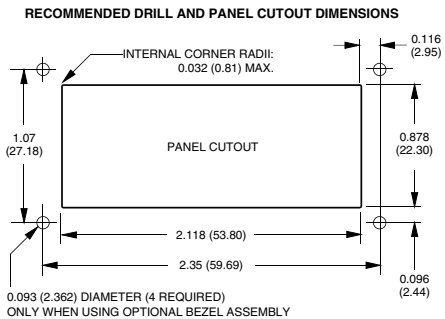 RECOMMENDED DRILL AND PANEL CUTOUT DIMENSIONS
INTERNAL CORNER RADII:
0.032 (0.81) MAX.
0.116
(2.95)
1.07
(27.18)
PANEL CUTOUT
0.878
(22.30)
2.118 (53.80)
2.35 (59.69)
0.096
(2.44)
0.093 (2.362) DIAMETER (4 REQUIRED)
ONLY WHEN USING OPTIONAL BEZEL ASSEMBLY